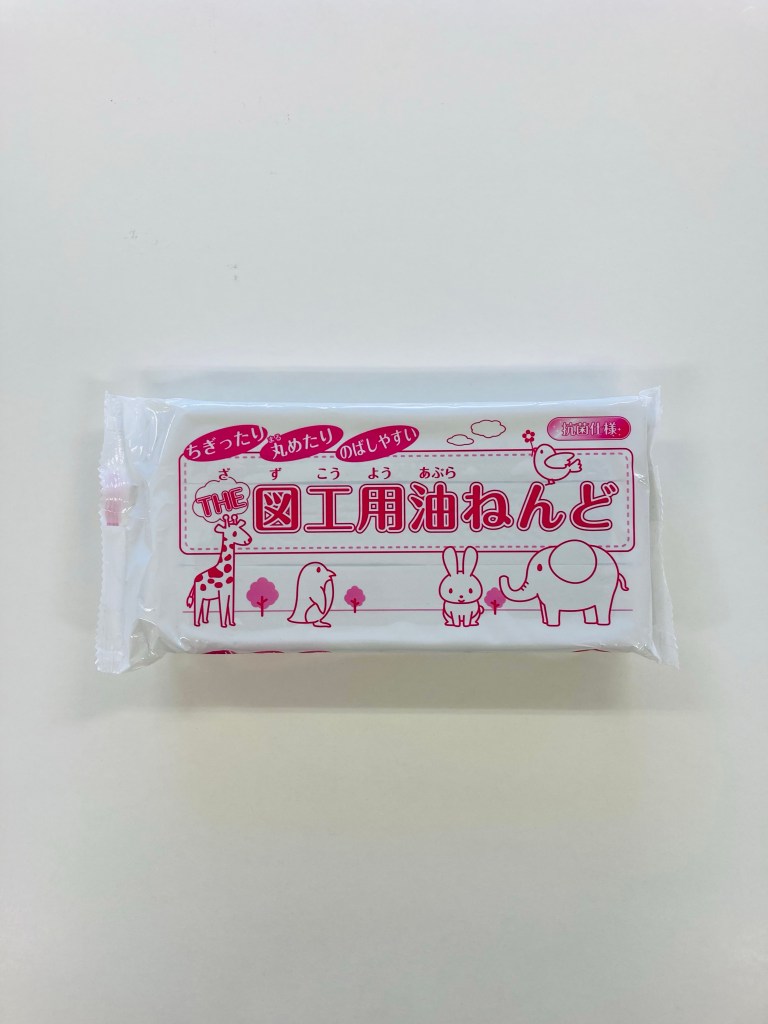 ちぎったり
まる
丸めたり
のばしやすい
抗菌仕様
ざ ず こう よう あぶら
THE 図工用油ねんど